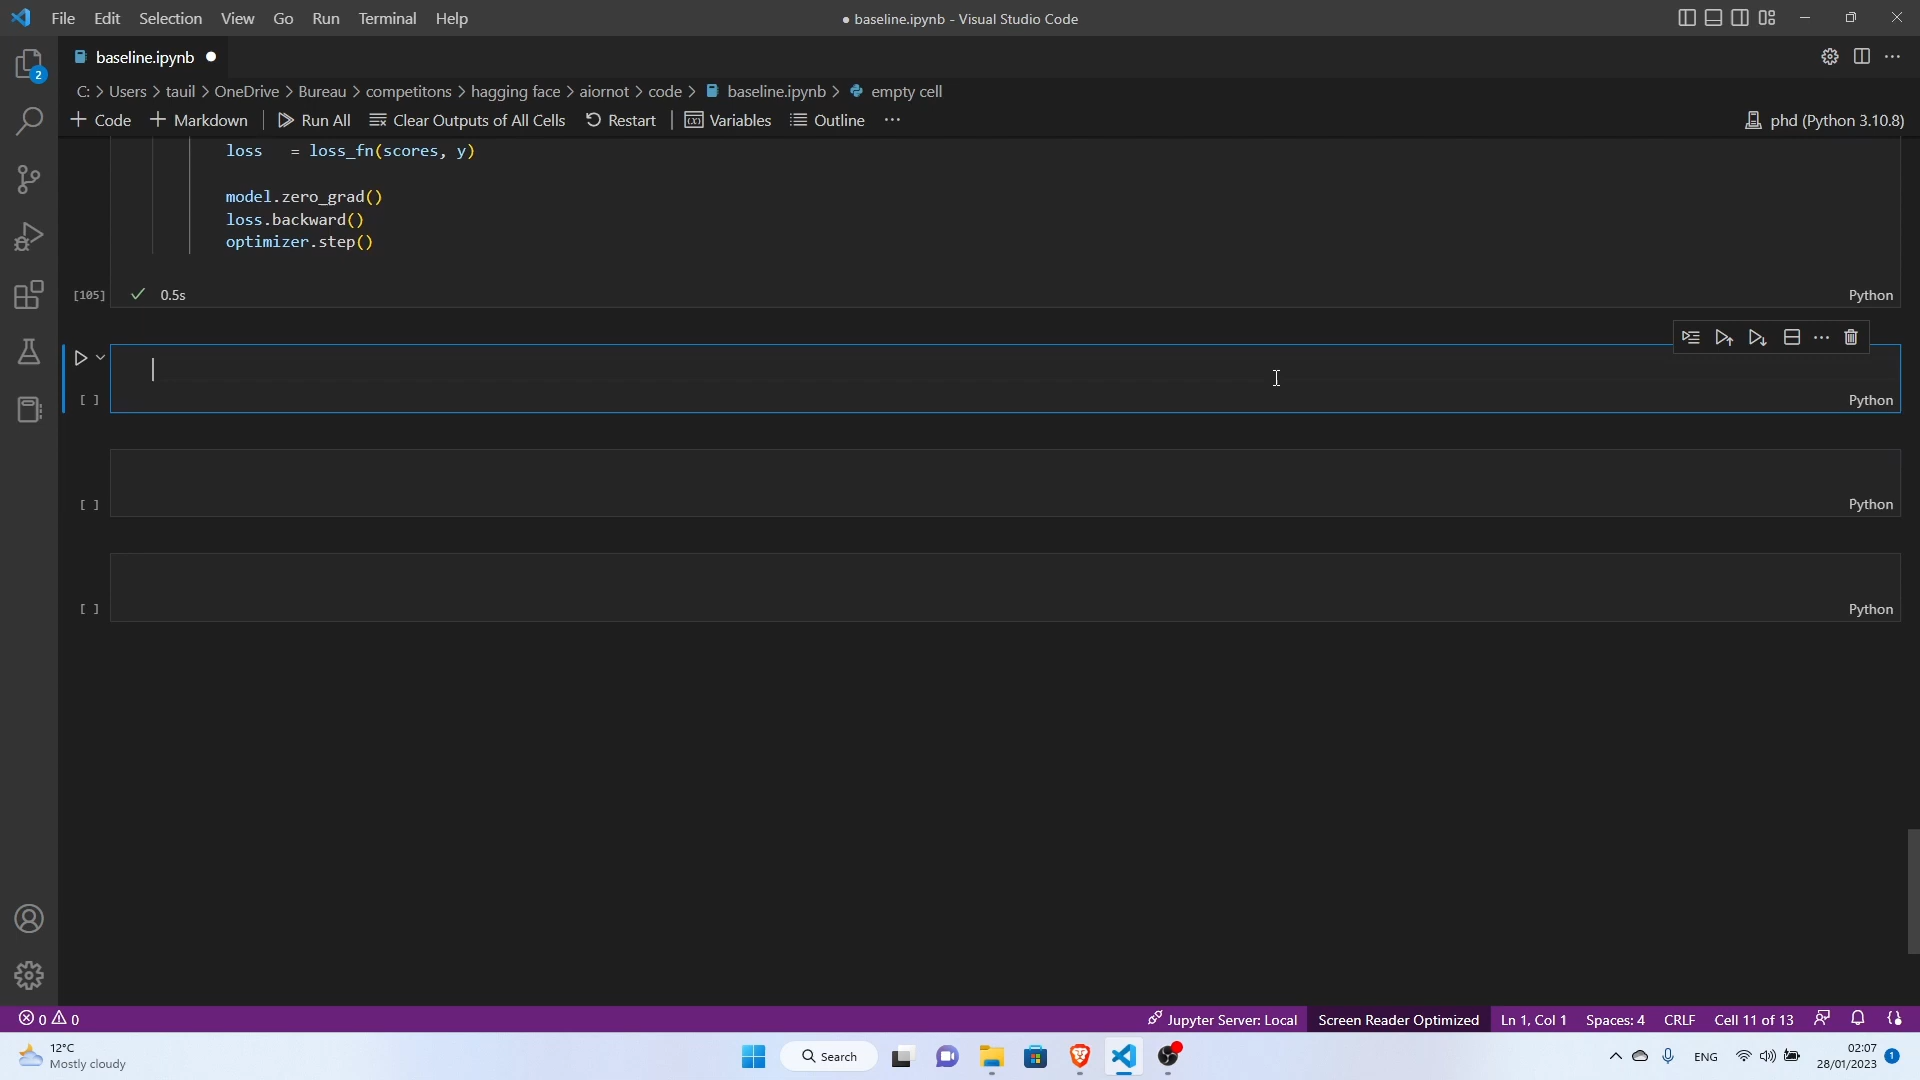 File Edit Selection View Go Run Terminal Help
● baseline.ipynb - Visual Studio Code
2
baseline.ipynb ●
C: > Users > tauil > OneDrive > Bureau > competitons > hagging face > aiornot > code > baseline.ipynb > empty cell
+ Code + Markdown Run All Clear Outputs of All Cells Restart Variables Outline ···
phd (Python 3.10.8)
loss = loss_fn(scores, y)
model.zero_grad()
loss.backward()
optimizer.step()
[105] ✓ 0.5s Python
[ ] Python
[ ] Python
[ ] Python
0 0 Jupyter Server: Local Screen Reader Optimized Ln 1, Col 1 Spaces: 4 CRLF Cell 11 of 13
12°C
Mostly cloudy
Search
ENG
02:07
28/01/2023
1